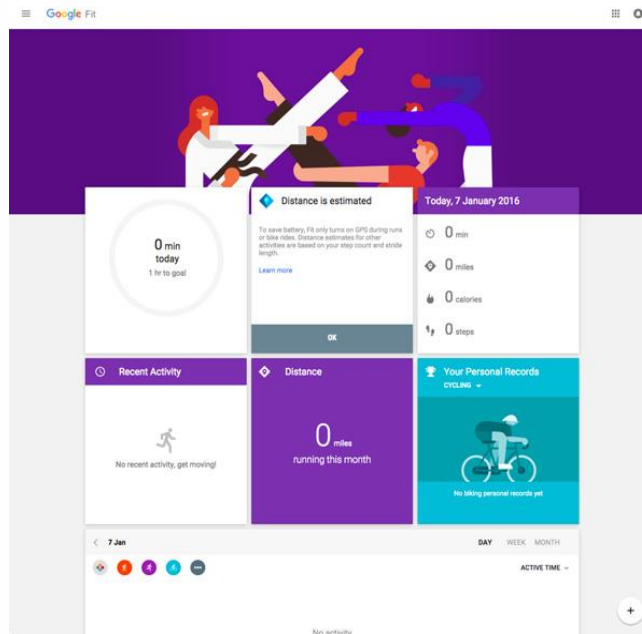 Google Fit
0 min
today
1 hr to goal
Distance is estimated
To save battery, Fit only turns on GPS during runs
or bike rides. Distance estimates for other
activities are based on your step count and stride
length.
Learn more
OK
Today, 7 January 2016
0 min
0 miles
0 calories
0 steps
Recent Activity
No recent activity, get moving!
Distance
0 miles
running this month
Your Personal Records
CYCLING
No biking personal records yet
7 Jan
DAY WEEK MONTH
ACTIVE TIME
No activity